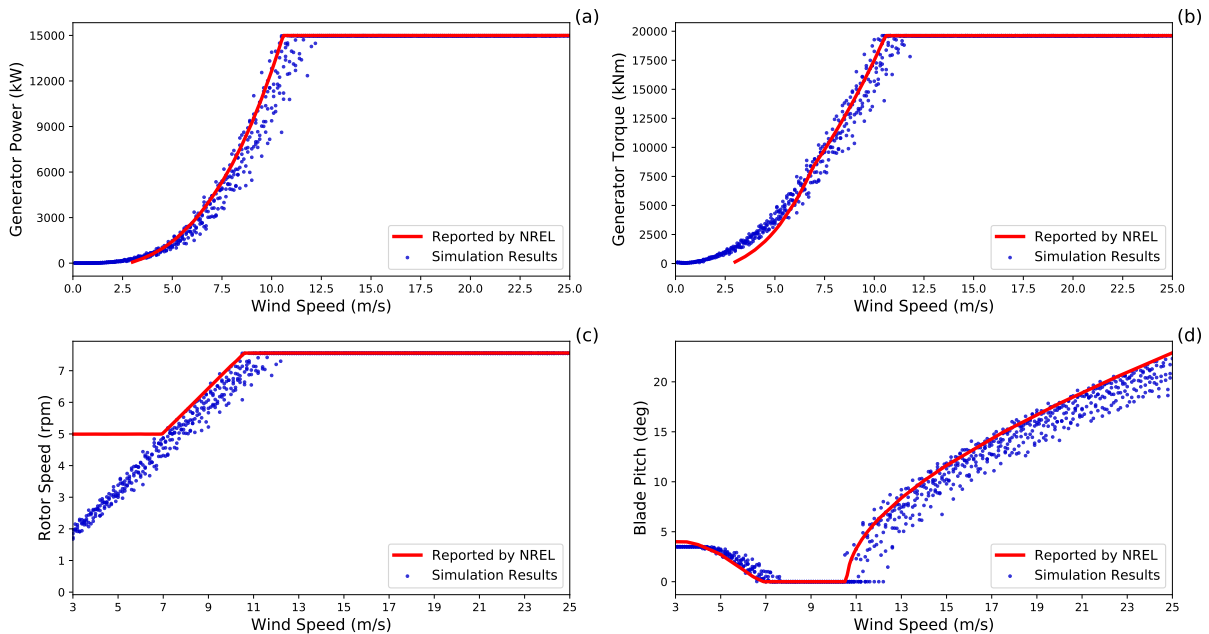 (a)
15000
12000
9000
6000
3000
0
Generator Power (kW)
0.0 2.5 5.0 7.5 10.0 12.5 15.0 17.5 20.0 22.5 25.0
Wind Speed (m/s)
Reported by NREL
Simulation Results
(b)
20000
17500
15000
12500
10000
7500
5000
2500
0
Generator Torque (kNm)
0.0 2.5 5.0 7.5 10.0 12.5 15.0 17.5 20.0 22.5 25.0
Wind Speed (m/s)
Reported by NREL
Simulation Results
(c)
7
6
5
4
3
2
1
0
Rotor Speed (rpm)
3 5 7 9 11 13 15 17 19 21 23 25
Wind Speed (m/s)
Reported by NREL
Simulation Results
(d)
20
15
10
5
0
Blade Pitch (deg)
3 5 7 9 11 13 15 17 19 21 23 25
Wind Speed (m/s)
Reported by NREL
Simulation Results